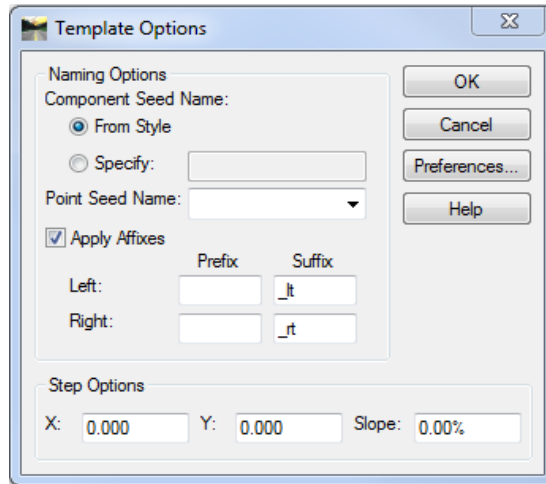 Template Options
Naming Options
Component Seed Name:
From Style
Specify:
Point Seed Name:
Apply Affixes
Prefix Suffix
Left: _lt
Right: _rt
OK
Cancel
Preferences...
Help
Step Options
X: 0.000 Y: 0.000 Slope: 0.00%